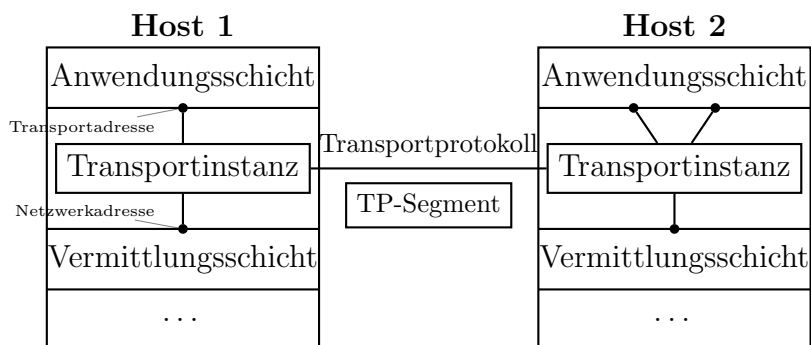 Host 1
Host 2
Anwendungsschicht
Anwendungsschicht
Transportadresse
Transportprotokoll
Transportinstanz
Transportinstanz
TP-Segment
Netzwerkadresse
Vermittlungsschicht
Vermittlungsschicht
...
...